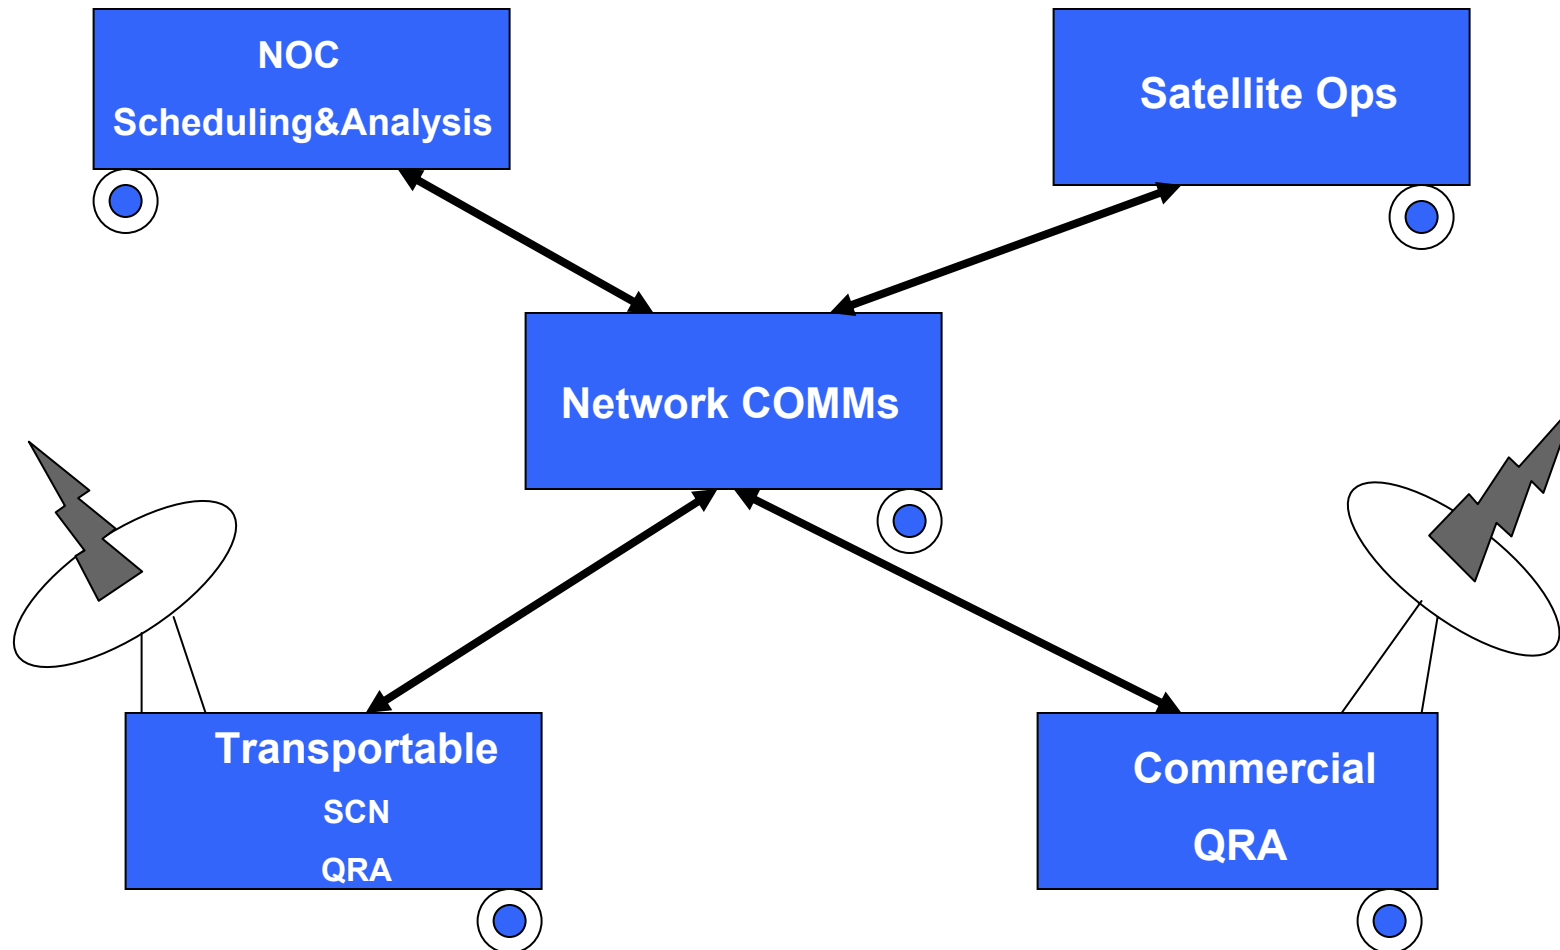 NOC
Scheduling&Analysis
Satellite Ops
Network COMMs
Transportable
SCN
QRA
Commercial
QRA